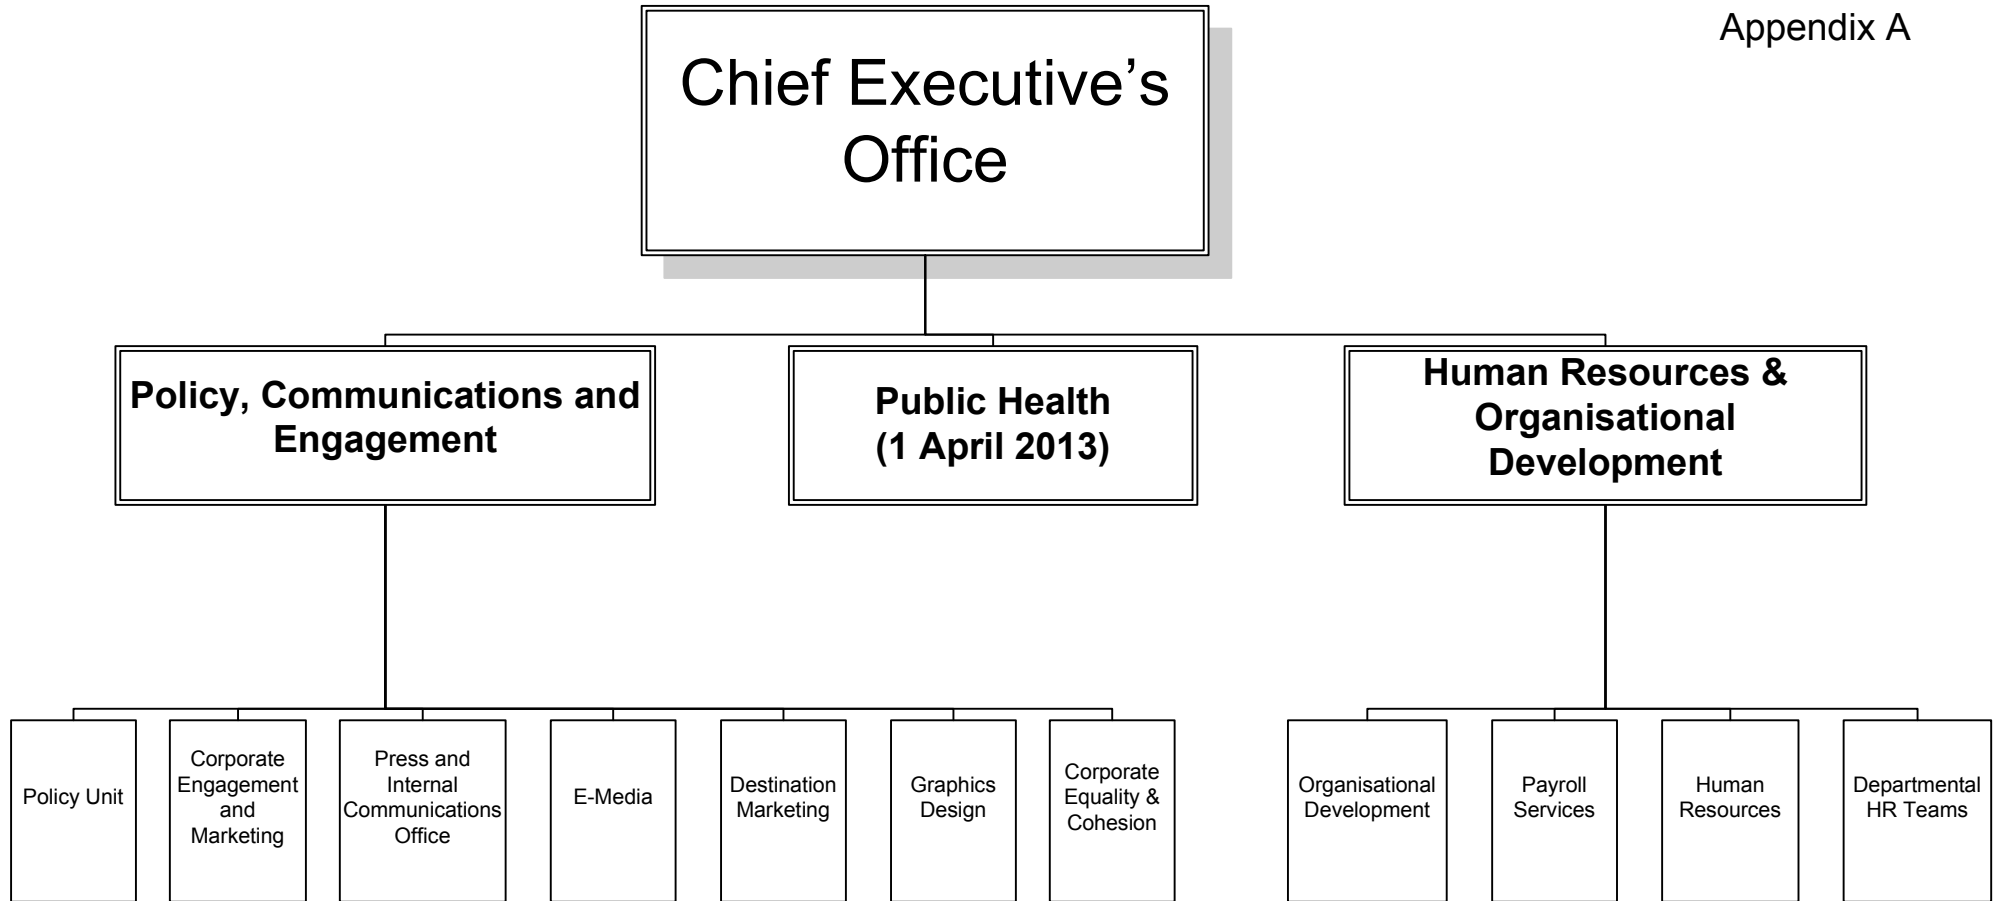 Appendix A
Chief Executive’s
Office
Policy, Communications and
Engagement
Public Health
(1 April 2013)
Human Resources &
Organisational
Development
Policy Unit
Corporate
Engagement
and
Marketing
Press and
Internal
Communications
Office
E-Media
Destination
Marketing
Graphics
Design
Corporate
Equality &
Cohesion
Organisational
Development
Payroll
Services
Human
Resources
Departmental
HR Teams